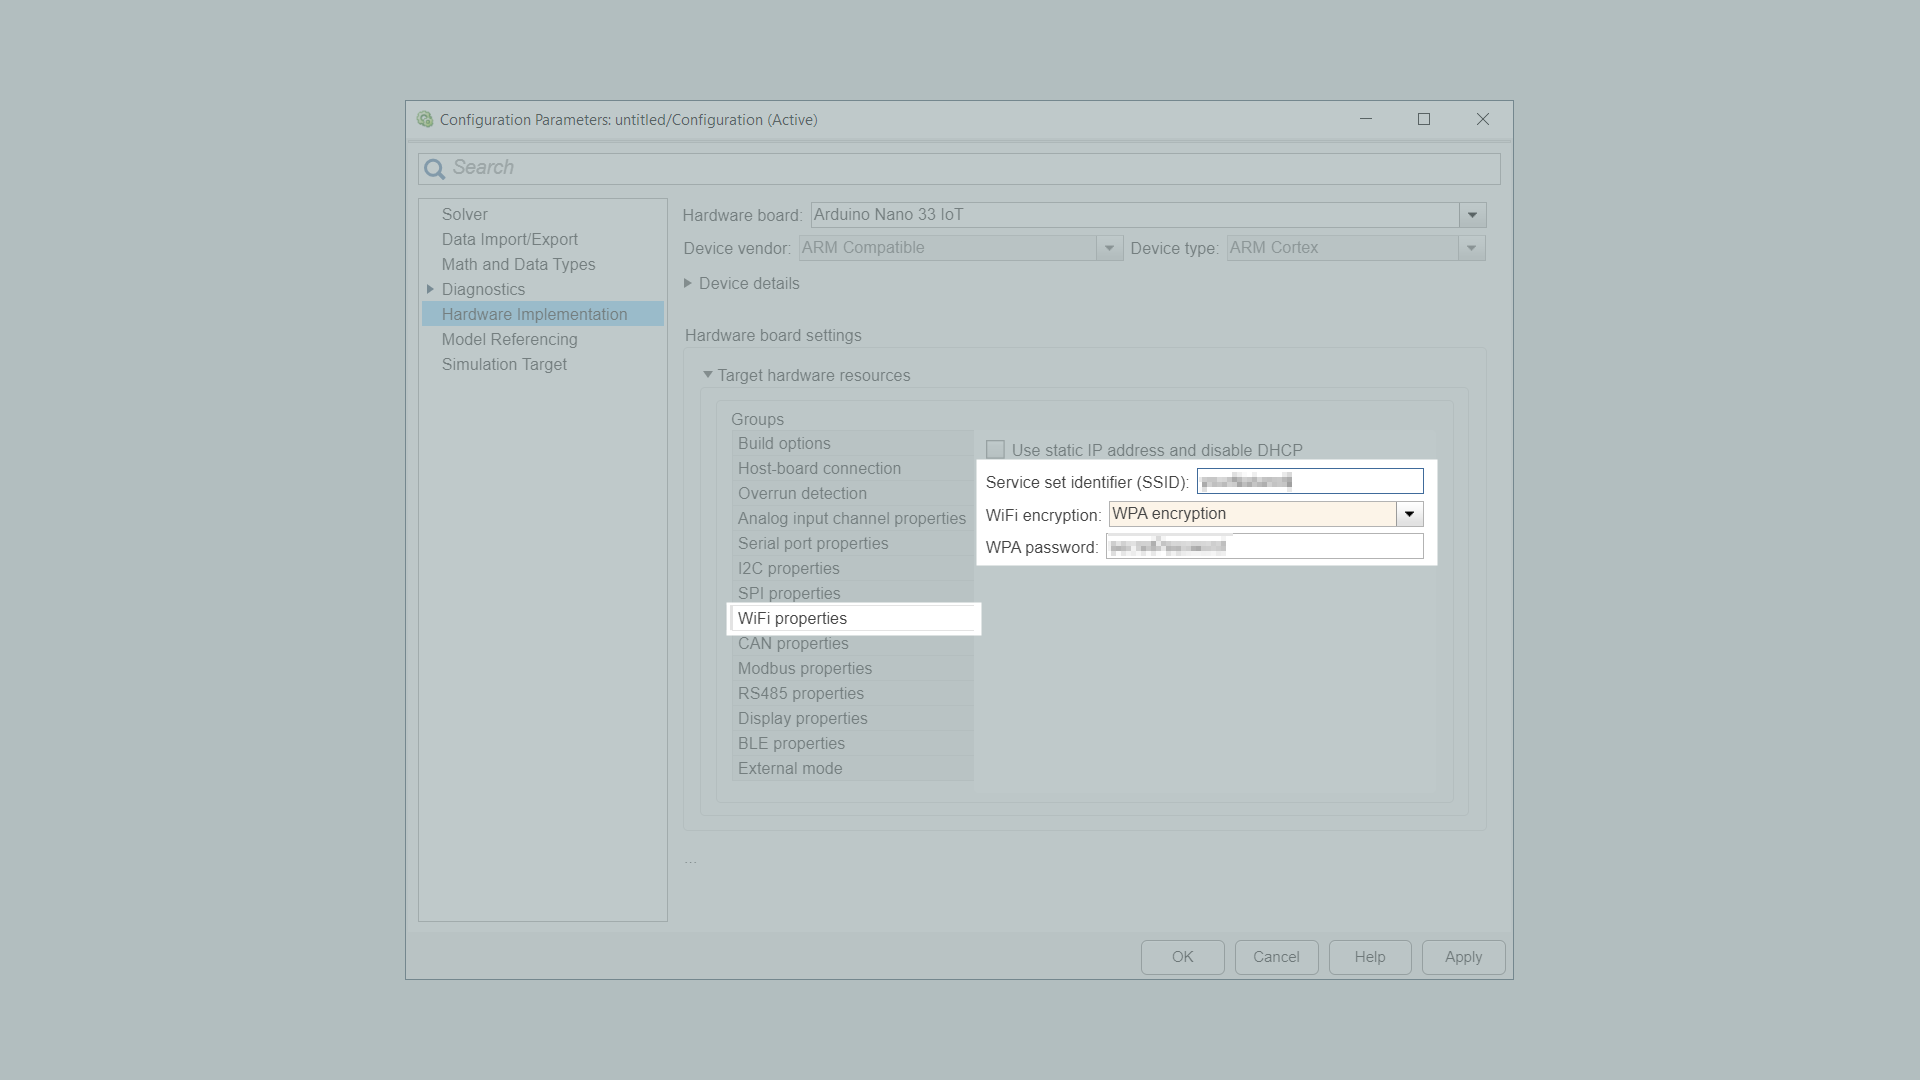 Configuration Parameters: untitled/Configuration (Active)
Search
Solver
Data Import/Export
Math and Data Types
Diagnostics
Hardware Implementation
Model Referencing
Simulation Target
Hardware board: Arduino Nano 33 IoT
Device vendor: ARM Compatible Device type: ARM Cortex
Device details
Hardware board settings
Target hardware resources
Groups
Build options
Host-board connection
Overrun detection
Analog input channel properties
Serial port properties
I2C properties
SPI properties
WiFi properties
CAN properties
Modbus properties
RS485 properties
Display properties
BLE properties
External mode
Use static IP address and disable DHCP
Service set identifier (SSID):
WiFi encryption: WPA encryption
WPA password:
...
OK Cancel Help Apply